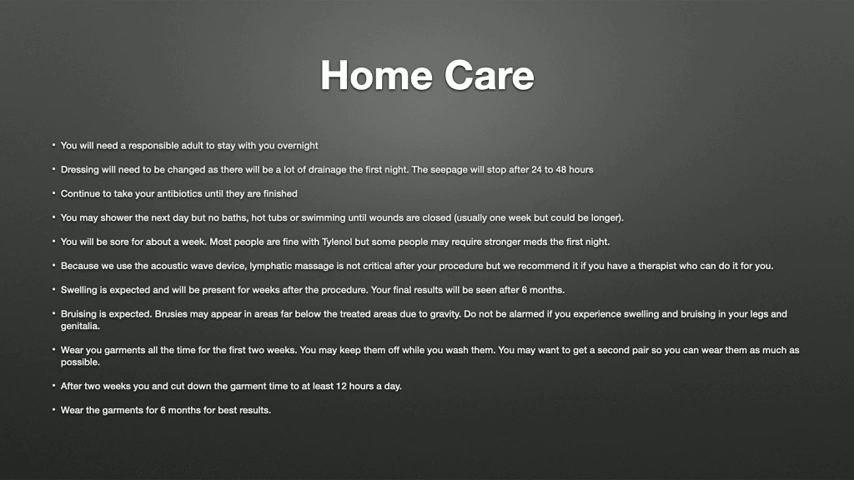 Home Care
• You will need a responsible adult to stay with you overnight
• Dressing will need to be changed as there will be a lot of drainage the first night. The seepage will stop after 24 to 48 hours
• Continue to take your antibiotics until they are finished
• You may shower the next day but no baths, hot tubs or swimming until wounds are closed (usually one week but could be longer).
• You will be sore for about a week. Most people are fine with Tylenol but some people may require stronger meds the first night.
• Because we use the acoustic wave device, lymphatic massage is not critical after your procedure but we recommend it if you have a therapist who can do it for you.
• Swelling is expected and will be present for weeks after the procedure. Your final results will be seen after 6 months.
• Bruising is expected. Brusies may appear in areas far below the treated areas due to gravity. Do not be alarmed if you experience swelling and bruising in your legs and
genitalia.
• Wear you garments all the time for the first two weeks. You may keep them off while you wash them. You may want to get a second pair so you can wear them as much as
possible.
• After two weeks you and cut down the garment time to at least 12 hours a day.
• Wear the garments for 6 months for best results.